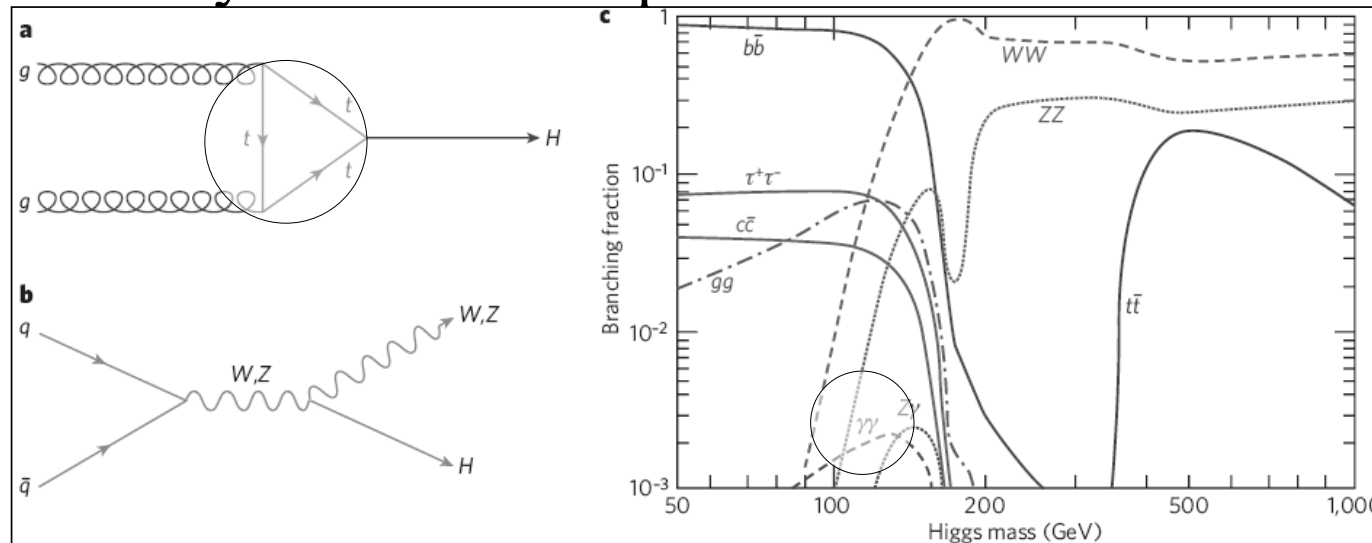 a
g
g
t
t
t
H
b
q
q̄
W,Z
W,Z
H
c
Branching fraction
1
10⁻¹
10⁻²
10⁻³
bb̄
τ⁺τ⁻
cc̄
gg
γγ
Zγ
WW
ZZ
tt̄
50
100
200
500
1,000
Higgs mass (GeV)